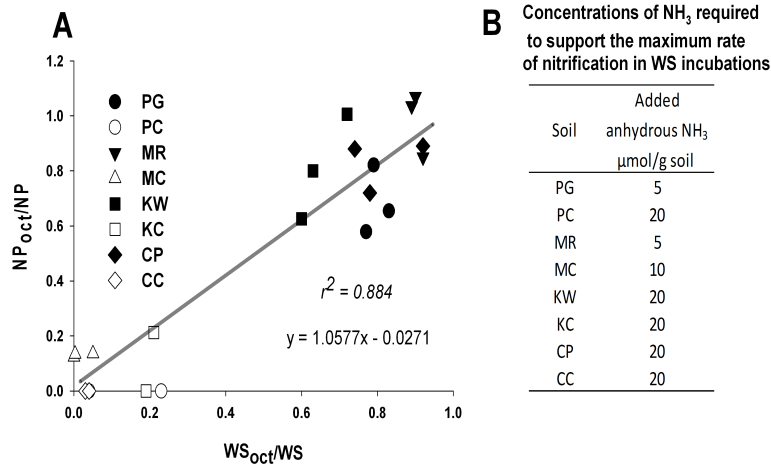 A
1.2
1.0
0.8
0.6
0.4
0.2
0.0
NPoct/NP
PG
PC
MR
MC
KW
KC
CP
CC
r² = 0.884
y = 1.0577x - 0.0271
0.0 0.2 0.4 0.6 0.8 1.0
WSoct/WS
B
Concentrations of NH₃ required
to support the maximum rate
of nitrification in WS incubations
Added
Soil anhydrous NH₃
µmol/g soil
PG 5
PC 20
MR 5
MC 10
KW 20
KC 20
CP 20
CC 20